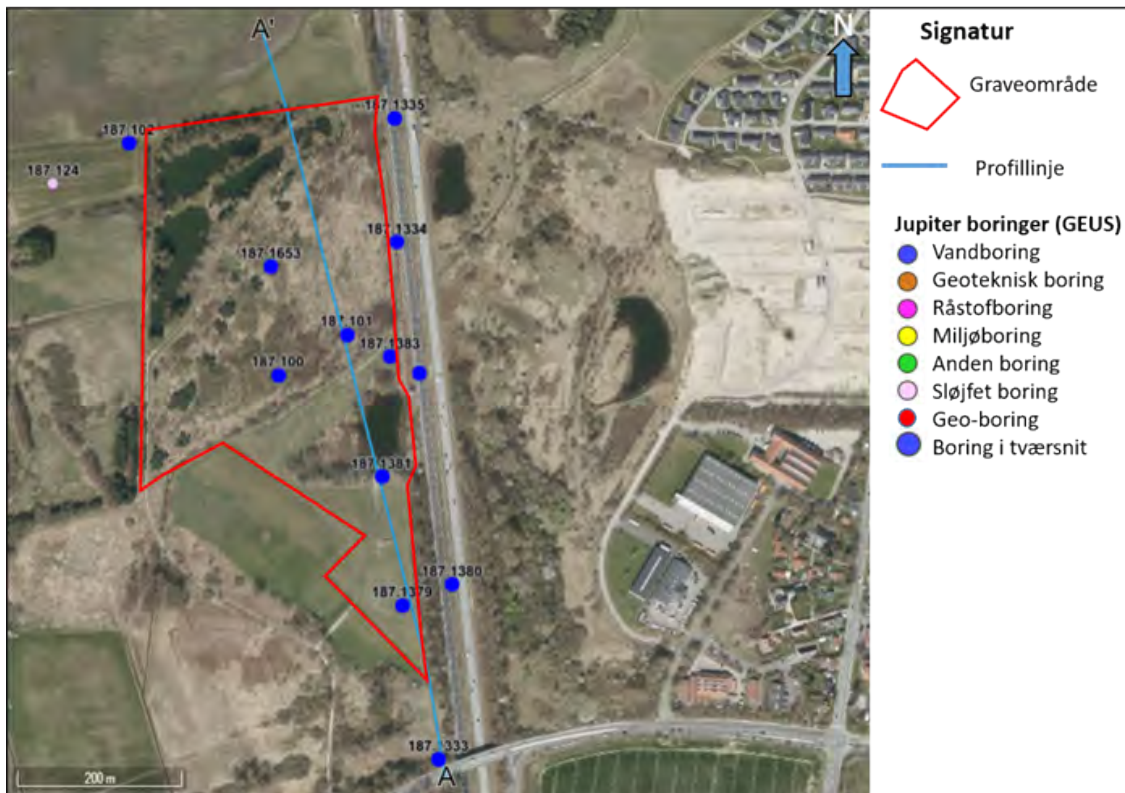 A'
N
187.1335
187.102
187.124
187.1334
187.1653
187.101
187.1383
187.100
187.1381
187.1380
187.1379
187.1333
A
200 m
Signatur
Graveområde
Profillinje
Jupiter boringer (GEUS)
Vandboring
Geoteknisk boring
Råstofboring
Miljøboring
Anden boring
Sløjfet boring
Geo-boring
Boring i tværsnit